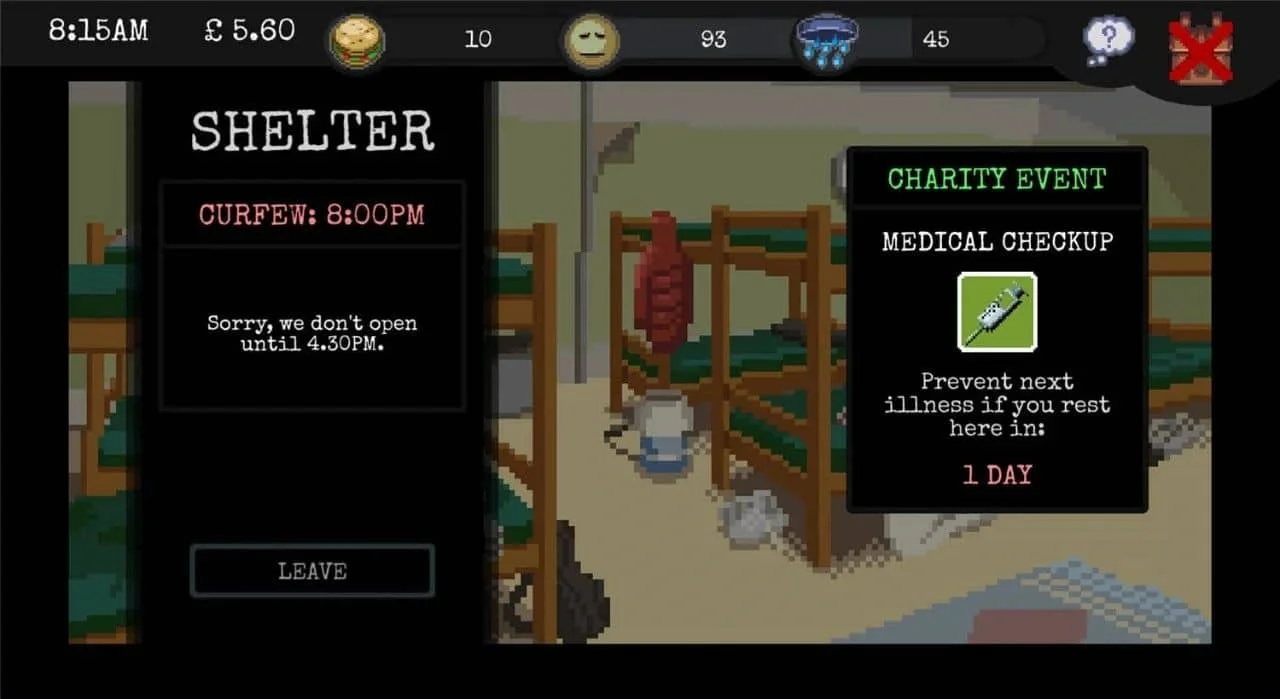 8:15AM
£ 5.60
10
93
45
?
SHELTER
CURFEW: 8:00PM
Sorry, we don't open
until 4.30PM.
LEAVE
CHARITY EVENT
MEDICAL CHECKUP
Prevent next
illness if you rest
here in:
1 DAY